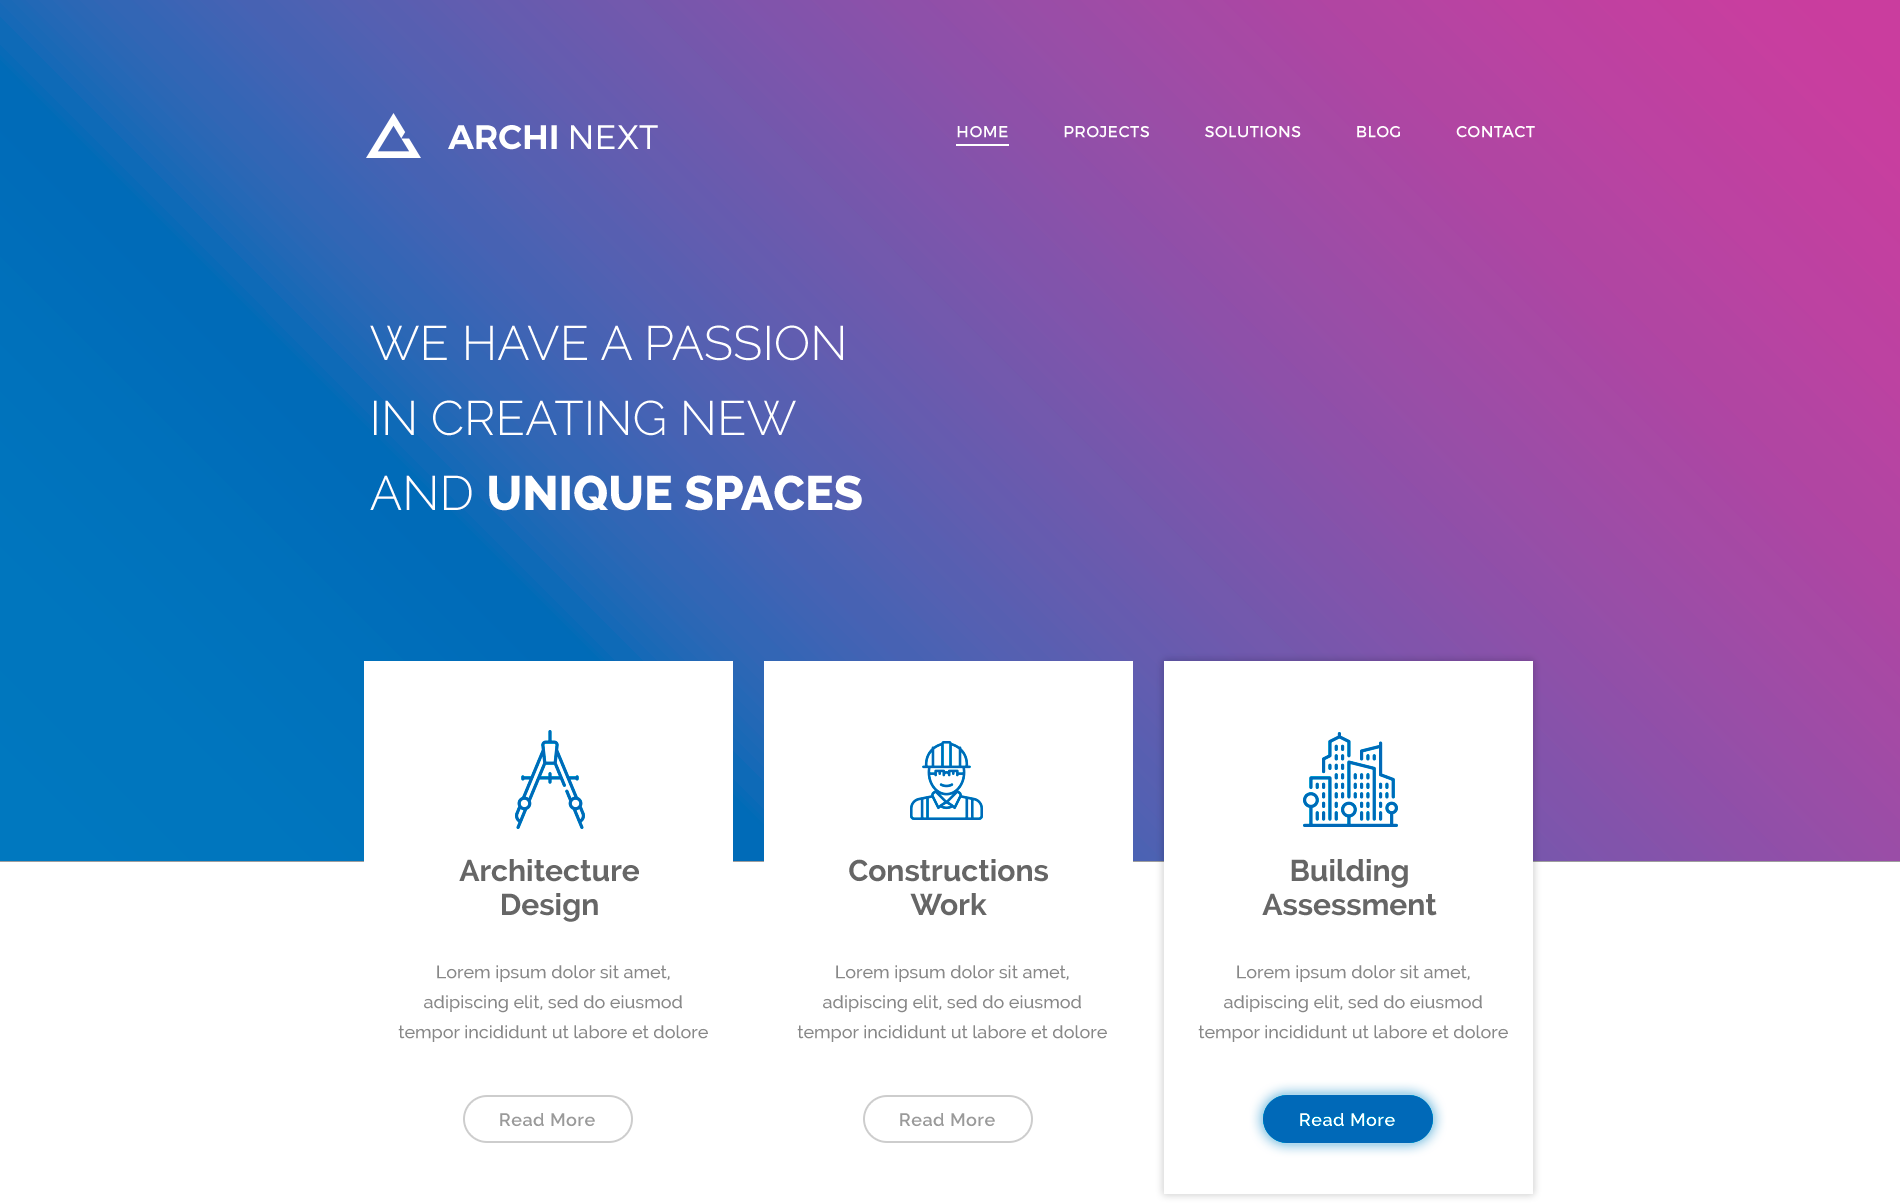 ARCHI NEXT
HOME PROJECTS SOLUTIONS BLOG CONTACT
WE HAVE A PASSION
IN CREATING NEW
AND UNIQUE SPACES
Architecture
Design
Lorem ipsum dolor sit amet,
adipiscing elit, sed do eiusmod
tempor incididunt ut labore et dolore
Read More
Constructions
Work
Lorem ipsum dolor sit amet,
adipiscing elit, sed do eiusmod
tempor incididunt ut labore et dolore
Read More
Building
Assessment
Lorem ipsum dolor sit amet,
adipiscing elit, sed do eiusmod
tempor incididunt ut labore et dolore
Read More